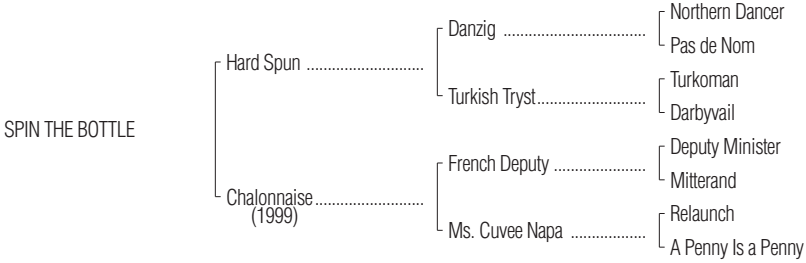 Northern Dancer
Danzig ................................
Pas de Nom
Hard Spun ..........................
Turkoman
Turkish Tryst........................
Darbyvail
SPIN THE BOTTLE
Deputy Minister
French Deputy .....................
Mitterand
Chalonnaise........................
(1999)
Relaunch
Ms. Cuvee Napa .................
A Penny Is a Penny